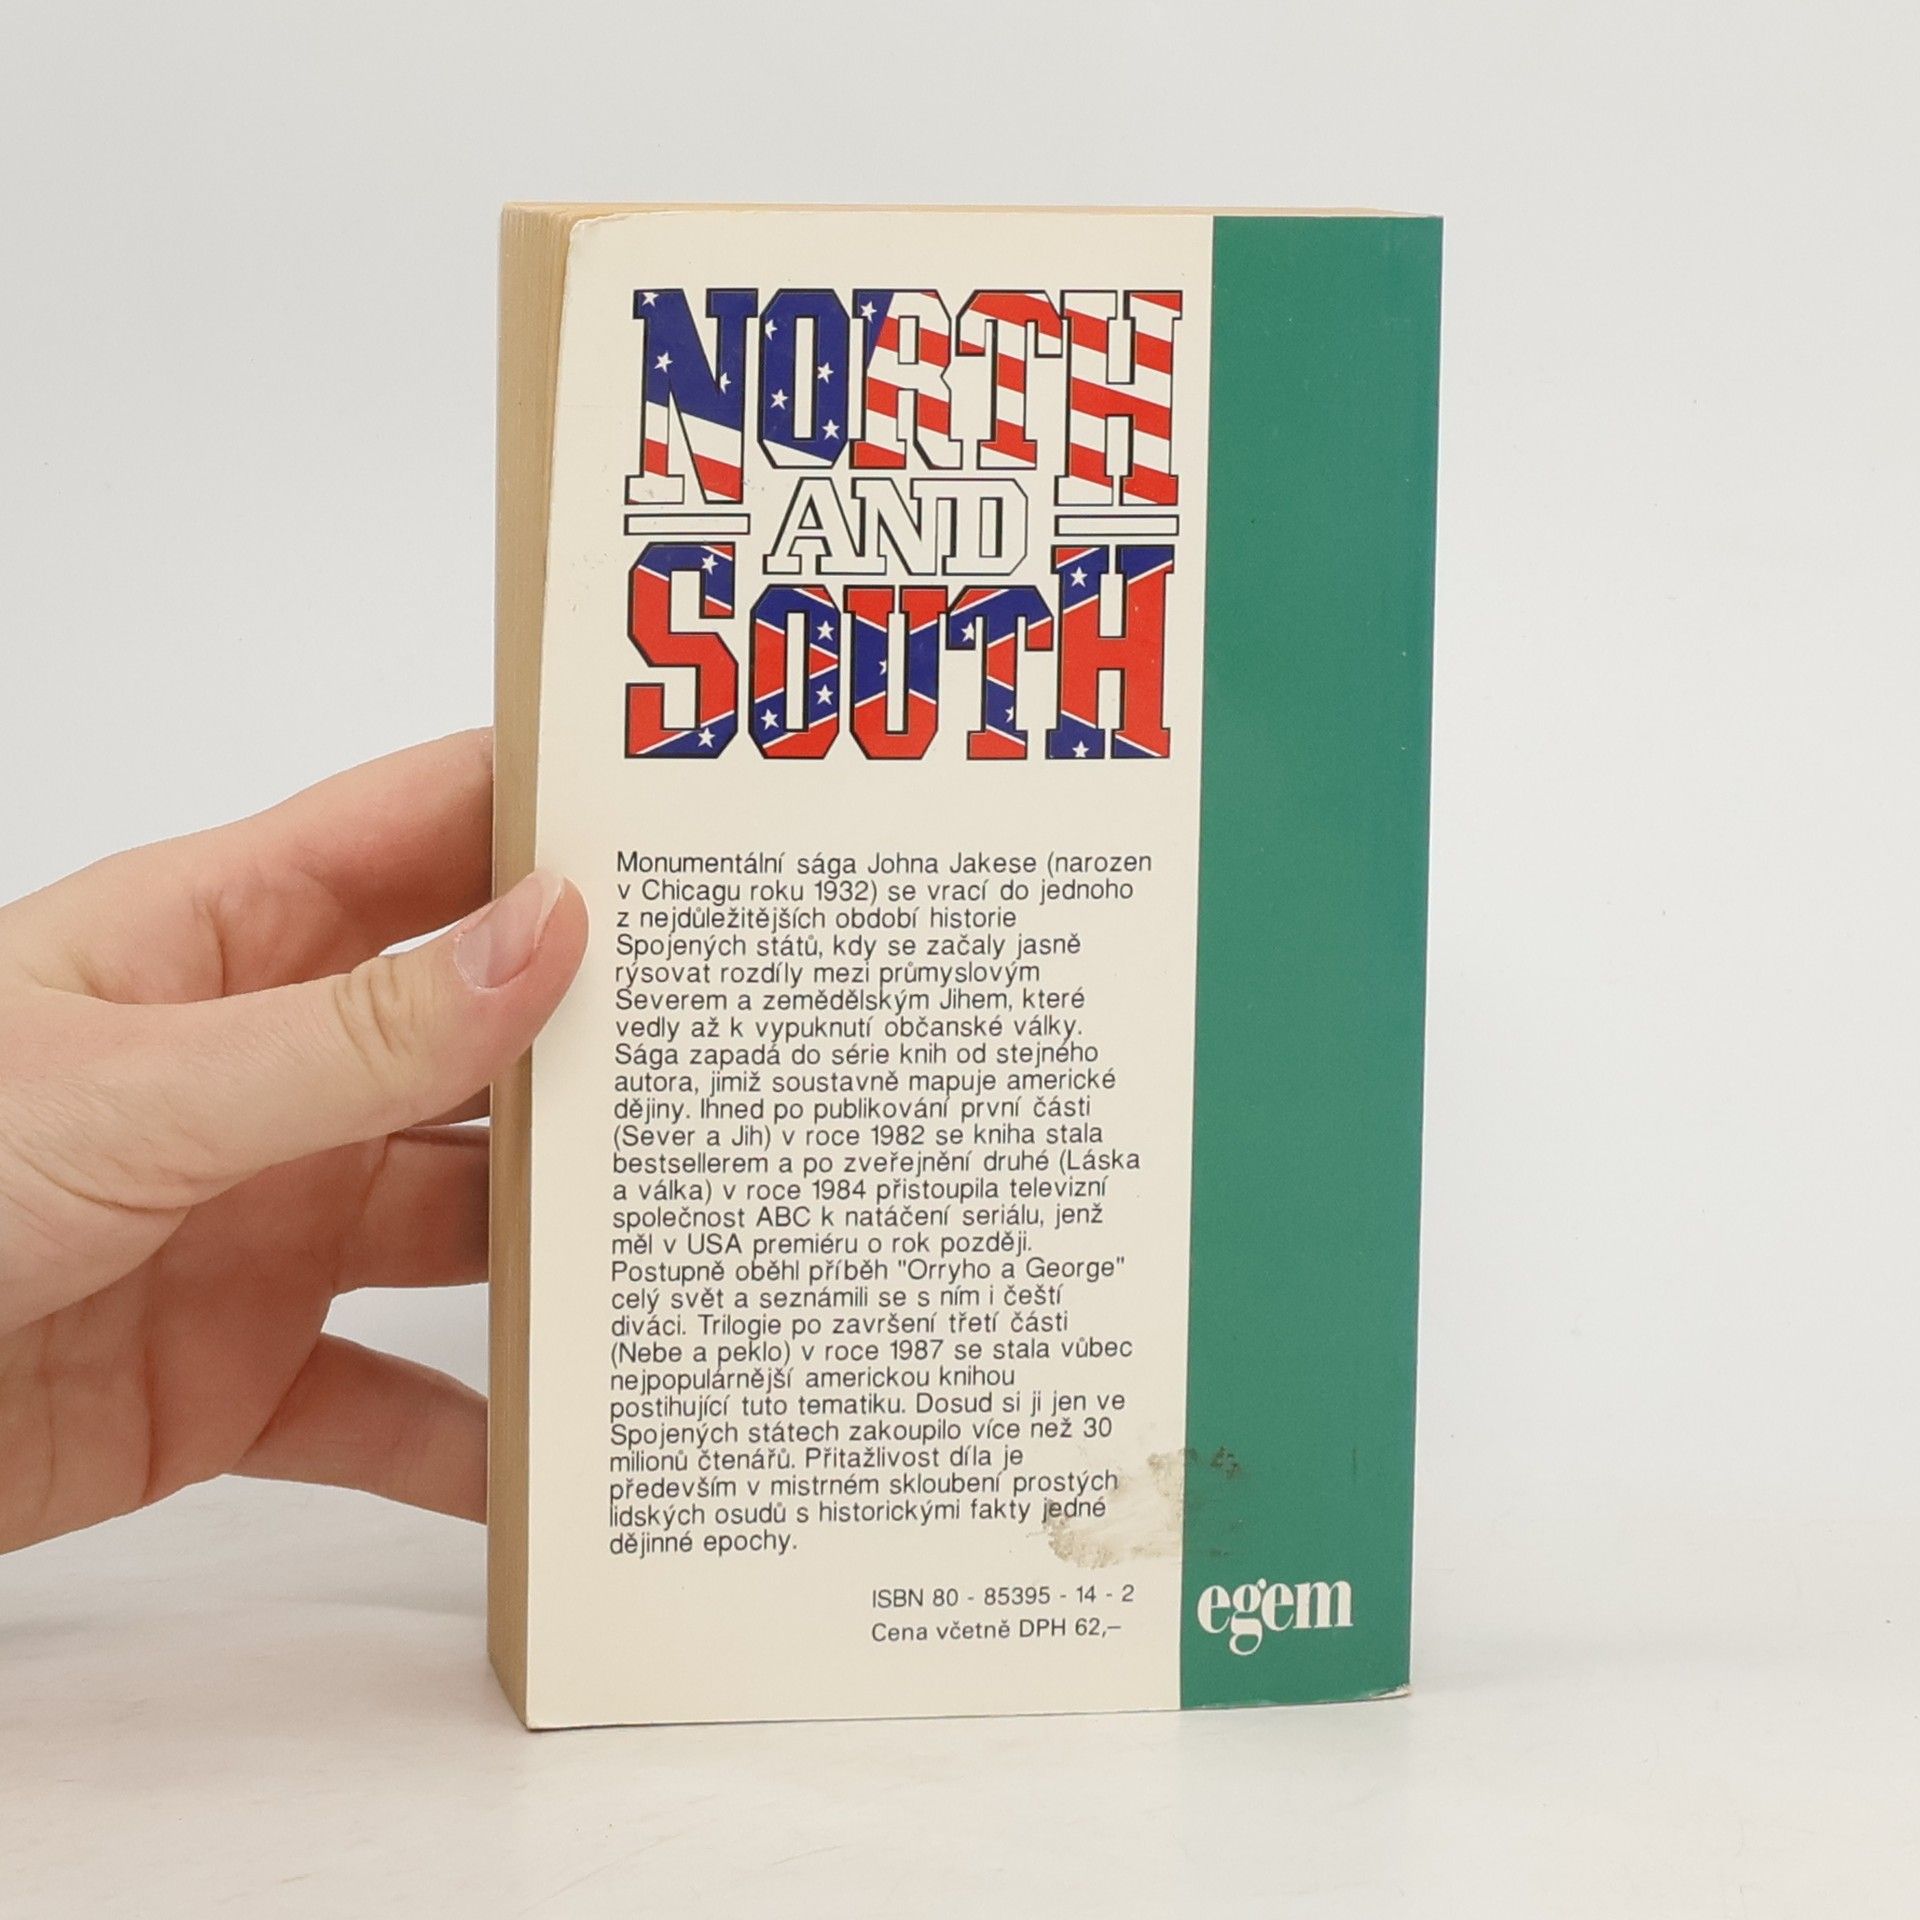 NORTH
AND
SOUTH
Monumentální sága Johna Jakese (narozen
v Chicagu roku 1932) se vrací do jednoho
z nejdůležitějších období historie
Spojených států, kdy se začaly jasně
rýsovat rozdíly mezi průmyslovým
Severem a zemědělským Jihem, které
vedly až k vypuknutí občanské války.
Sága zapadá do série knih od stejného
autora, jimiž soustavně mapuje americké
dějiny. Ihned po publikování první části
(Sever a Jih) v roce 1982 se kniha stala
bestsellerem a po zveřejnění druhé (Láska
a válka) v roce 1984 přistoupila televizní
společnost ABC k natáčení seriálu, jenž
měl v USA premiéru o rok později.
Postupně oběhl příběh "Orryho a George"
celý svět a seznámili se s ním i čeští
diváci. Trilogie po završení třetí části
(Nebe a peklo) v roce 1987 se stala vůbec
nejpopulárnější americkou knihou
postihující tuto tematiku. Dosud si ji jen ve
Spojených státech zakoupilo více než 30
milionů čtenářů. Přitažlivost díla je
především v mistrném skloubení prostých
lidských osudů s historickými fakty jedné
dějinné epochy.
ISBN 80 - 85395 - 14 - 2
Cena včetně DPH 62,–
egem